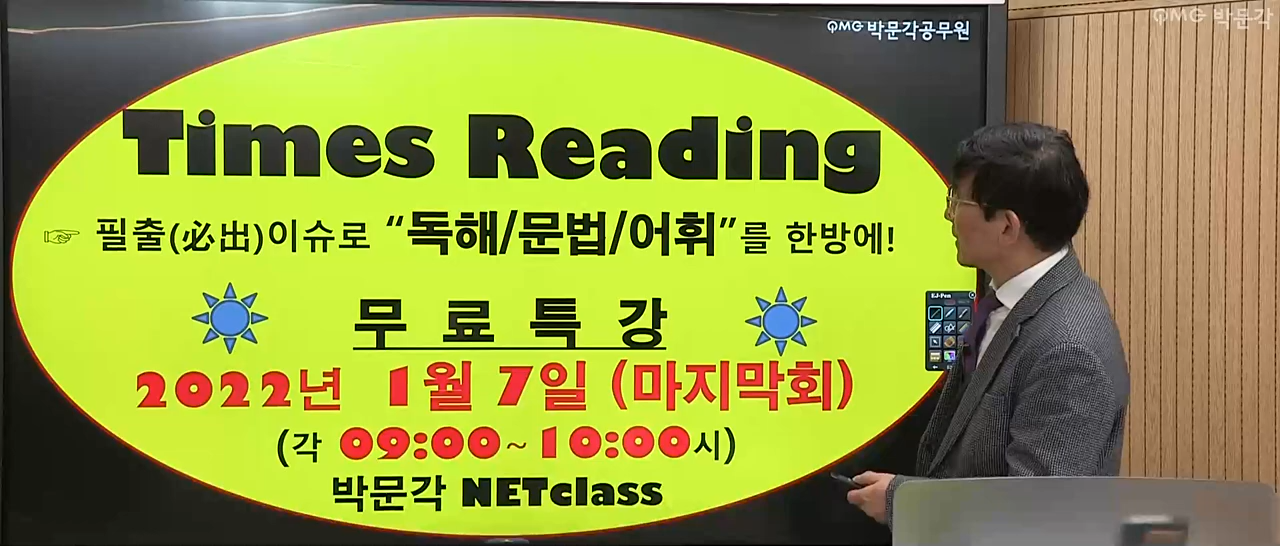 PMG 박문각공무원
PMG 박문각
Times Reading
☞ 필출(必出)이슈로 “독해/문법/어휘”를 한방에!
무 료 특 강
2022년 1월 7일 (마지막회)
(각 09:00~10:00시)
박문각 NETclass
EJ-Pen